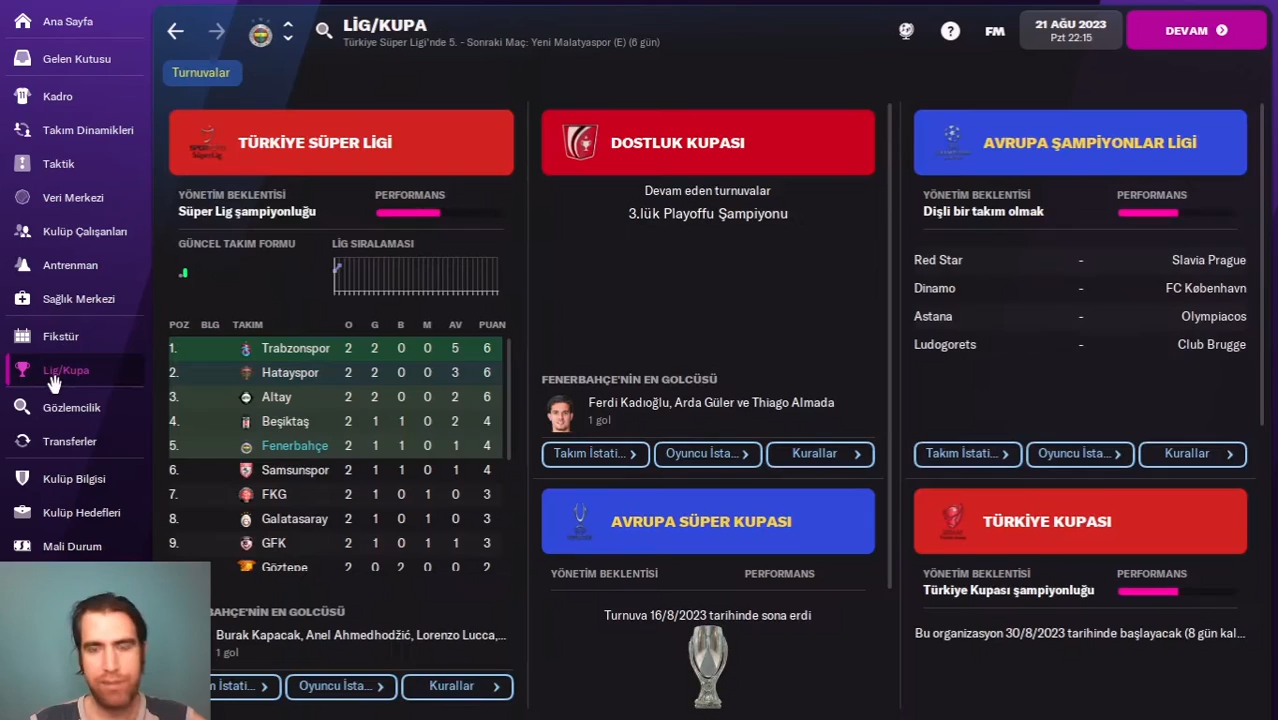 Ana Sayfa
Gelen Kutusu
Kadro
Takım Dinamikleri
Taktik
Veri Merkezi
Kulüp Çalışanları
Antrenman
Sağlık Merkezi
Fikstür
Lig/Kupa
Gözlemcilik
Transferler
Kulüp Bilgisi
Kulüp Hedefleri
Mali Durum
LİG/KUPA
Türkiye Süper Ligi'nde 5. - Sonraki Maç: Yeni Malatyaspor (E) (6 gün)
FM
21 AĞU 2023
Pzt 22:15
DEVAM
Turnuvalar
TÜRKİYE SÜPER LİGİ
YÖNETİM BEKLENTİSİ PERFORMANS
Süper Lig şampiyonluğu
GÜNCEL TAKIM FORMU LİG SIRALAMASI
POZ BLG TAKIM O G B M AV PUAN
1. Trabzonspor 2 2 0 0 5 6
2. Hatayspor 2 2 0 0 3 6
3. Altay 2 2 0 0 2 6
4. Beşiktaş 2 1 1 0 2 4
5. Fenerbahçe 2 1 1 0 1 4
6. Samsunspor 2 1 1 0 1 4
7. FKG 2 1 0 1 0 3
8. Galatasaray 2 1 0 1 0 3
9. GFK 2 1 0 1 0 3
Göztepe 2 0 2 0 0 2
BAHÇE'NİN EN GOLCÜSÜ
Burak Kapacak, Anel Ahmedhodžić, Lorenzo Lucca,...
1 gol
m İstati...
Oyuncu İsta...
Kurallar
DOSTLUK KUPASI
Devam eden turnuvalar
3.lük Playoffu Şampiyonu
FENERBAHÇE'NİN EN GOLCÜSÜ
Ferdi Kadıoğlu, Arda Güler ve Thiago Almada
1 gol
Takım İstati...
Oyuncu İsta...
Kurallar
AVRUPA SÜPER KUPASI
YÖNETİM BEKLENTİSİ PERFORMANS
Turnuva 16/8/2023 tarihinde sona erdi
AVRUPA ŞAMPİYONLAR LİGİ
YÖNETİM BEKLENTİSİ PERFORMANS
Dişli bir takım olmak
Red Star - Slavia Prague
Dinamo - FC København
Astana - Olympiacos
Ludogorets - Club Brugge
Takım İstati...
Oyuncu İsta...
Kurallar
TÜRKİYE KUPASI
YÖNETİM BEKLENTİSİ PERFORMANS
Türkiye Kupası şampiyonluğu
Bu organizasyon 30/8/2023 tarihinde başlayacak (8 gün kal...